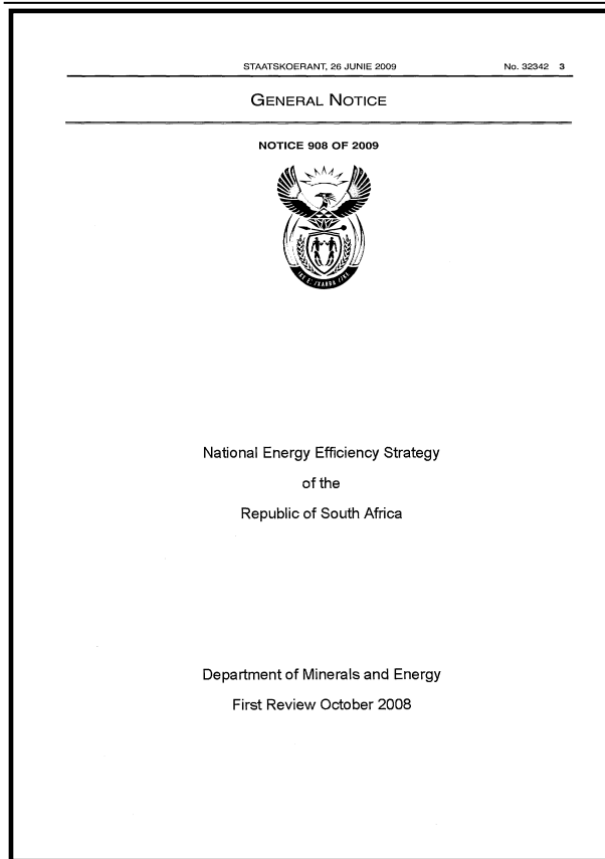 STAATSKOERANT, 26 JUNIE 2009 No. 32342 3
GENERAL NOTICE
NOTICE 908 OF 2009
National Energy Efficiency Strategy
of the
Republic of South Africa
Department of Minerals and Energy
First Review October 2008